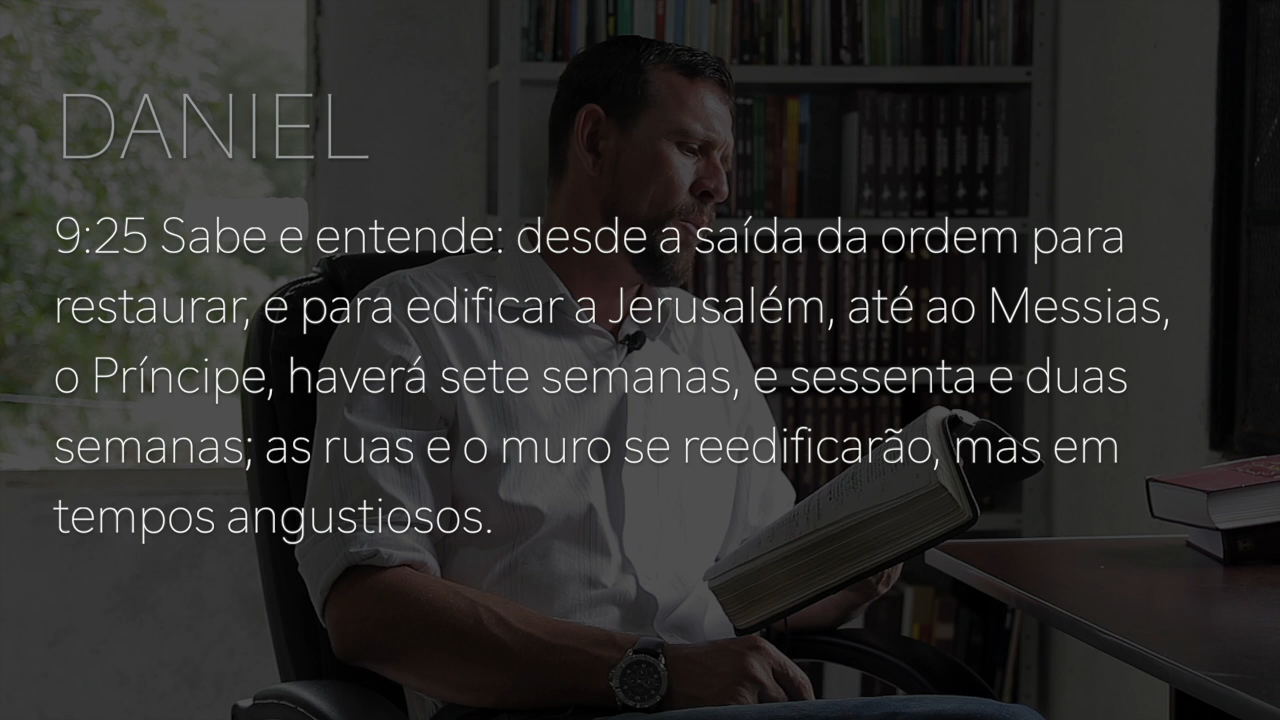 DANIEL
9:25 Sabe e entende: desde a saída da ordem para
restaurar, e para edificar a Jerusalém, até ao Messias,
o Príncipe, haverá sete semanas, e sessenta e duas
semanas; as ruas e o muro se reedificarão, mas em
tempos angustiosos.